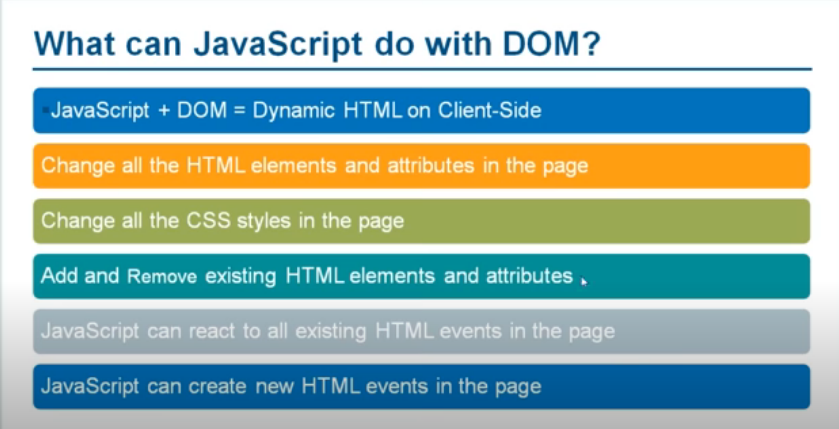 What can JavaScript do with DOM?
▪JavaScript + DOM = Dynamic HTML on Client-Side
Change all the HTML elements and attributes in the page
Change all the CSS styles in the page
Add and Remove existing HTML elements and attributes
JavaScript can react to all existing HTML events in the page
JavaScript can create new HTML events in the page